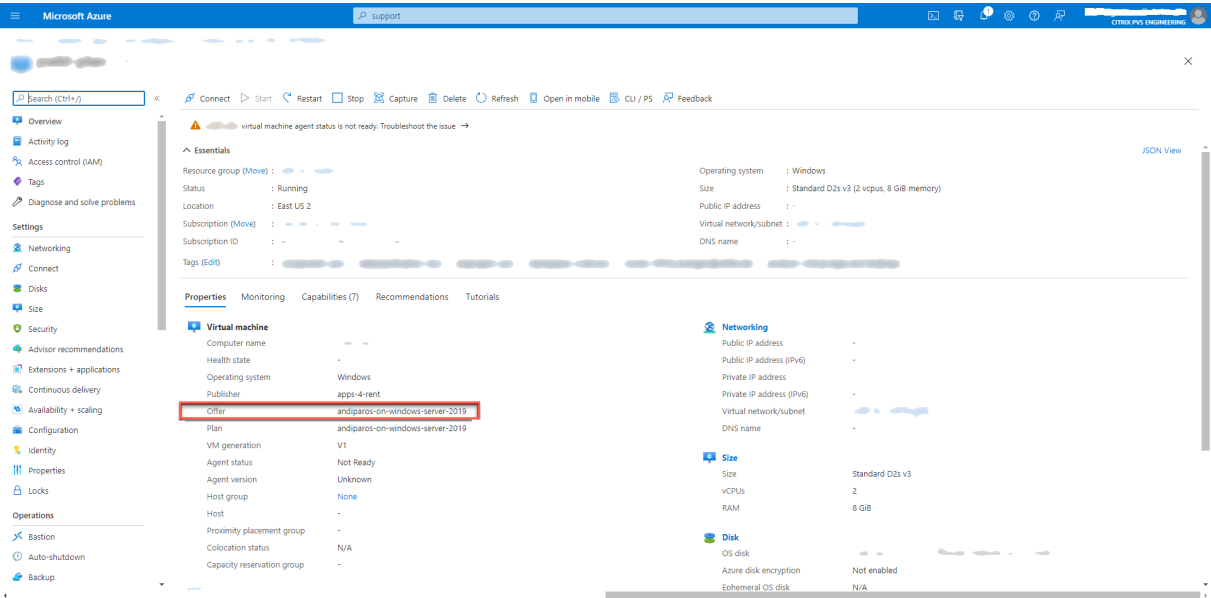 Microsoft Azure
support
1
CITRIX PVS ENGINEERING
Search (Ctrl+/)
«
Connect Start Restart Stop Capture Delete Refresh Open in mobile CLI / PS Feedback
virtual machine agent status is not ready. Troubleshoot the issue →
Overview
Activity log
Access control (IAM)
Tags
Diagnose and solve problems
Settings
Networking
Connect
Disks
Size
Security
Advisor recommendations
Extensions + applications
Continuous delivery
Availability + scaling
Configuration
Identity
Properties
Locks
Operations
Bastion
Auto-shutdown
Backup
Essentials
JSON View
Resource group (Move) :
Status : Running
Location : East US 2
Subscription (Move) :
Subscription ID :
Tags (Edit) :
Operating system : Windows
Size : Standard D2s v3 (2 vcpus, 8 GiB memory)
Public IP address : -
Virtual network/subnet :
DNS name : -
Properties Monitoring Capabilities (7) Recommendations Tutorials
Virtual machine
Computer name
Health state -
Operating system Windows
Publisher apps-4-rent
Offer andiparos-on-windows-server-2019
Plan andiparos-on-windows-server-2019
VM generation V1
Agent status Not Ready
Agent version Unknown
Host group None
Host -
Proximity placement group -
Colocation status N/A
Capacity reservation group -
Networking
Public IP address -
Public IP address (IPv6) -
Private IP address
Private IP address (IPv6) -
Virtual network/subnet
DNS name -
Size
Size Standard D2s v3
vCPUs 2
RAM 8 GiB
Disk
OS disk
Azure disk encryption Not enabled
Ephemeral OS disk N/A